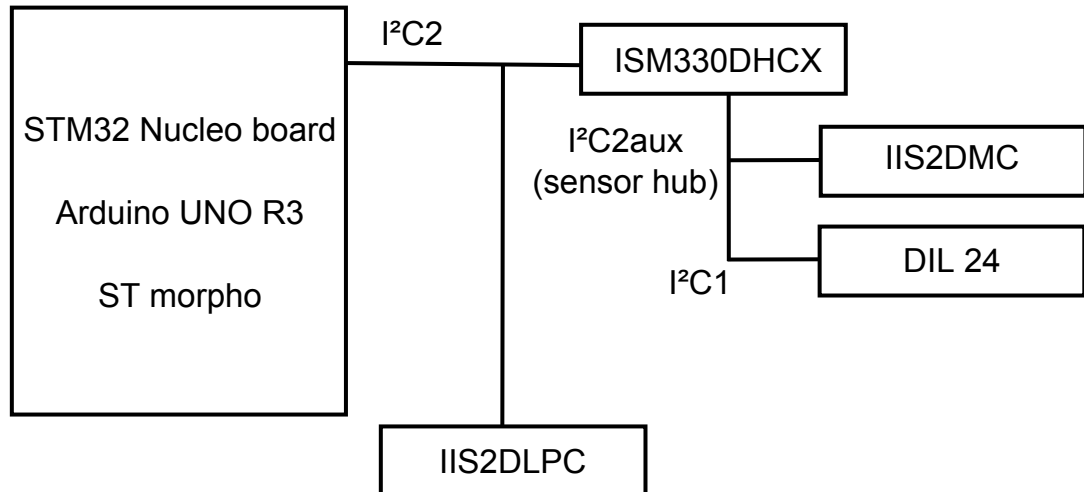 I²C2
ISM330DHCX
STM32 Nucleo board
Arduino UNO R3
ST morpho
I²C2aux
(sensor hub)
IIS2DMC
DIL 24
I²C1
IIS2DLPC